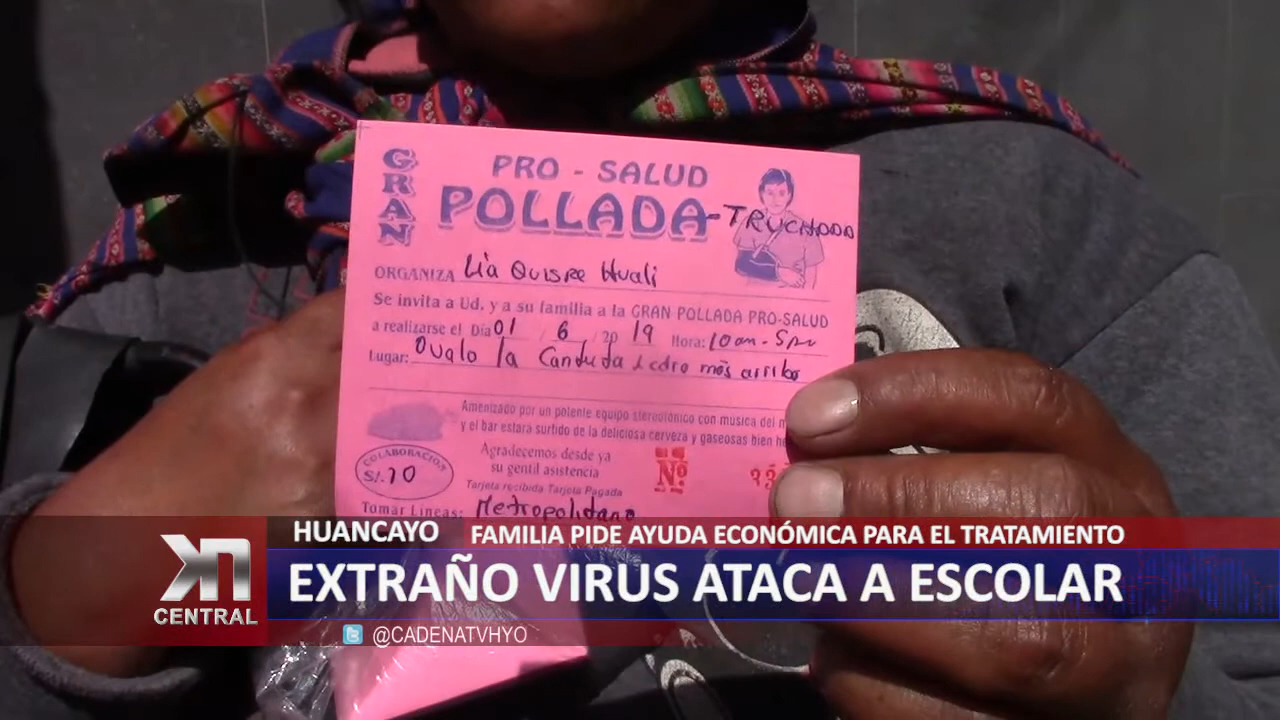 GRAN
PRO - SALUD
POLLADA-TRUCHADA
ORGANIZA Lia Quispe Huali
Se invita a Ud. y a su familia a la GRAN POLLADA PRO-SALUD
a realizarse el Día 01 / 6 / 20 19 Hora: 10am-5pm
Lugar: Ovalo la Cantuta 1 cdra más arriba
Amenizado por un potente equipo stereofónico con musica del
y el bar estará surtido de la deliciosa cerveza y gaseosas bien
COLABORACION
S/. 10
Agradecemos desde ya
su gentil asistencia
Tarjeta recibida Tarjeta Pagada
Nº
Tomar Lineas: Metropolitano
HUANCAYO FAMILIA PIDE AYUDA ECONÓMICA PARA EL TRATAMIENTO
EXTRAÑO VIRUS ATACA A ESCOLAR
CENTRAL
@CADENATVHYO